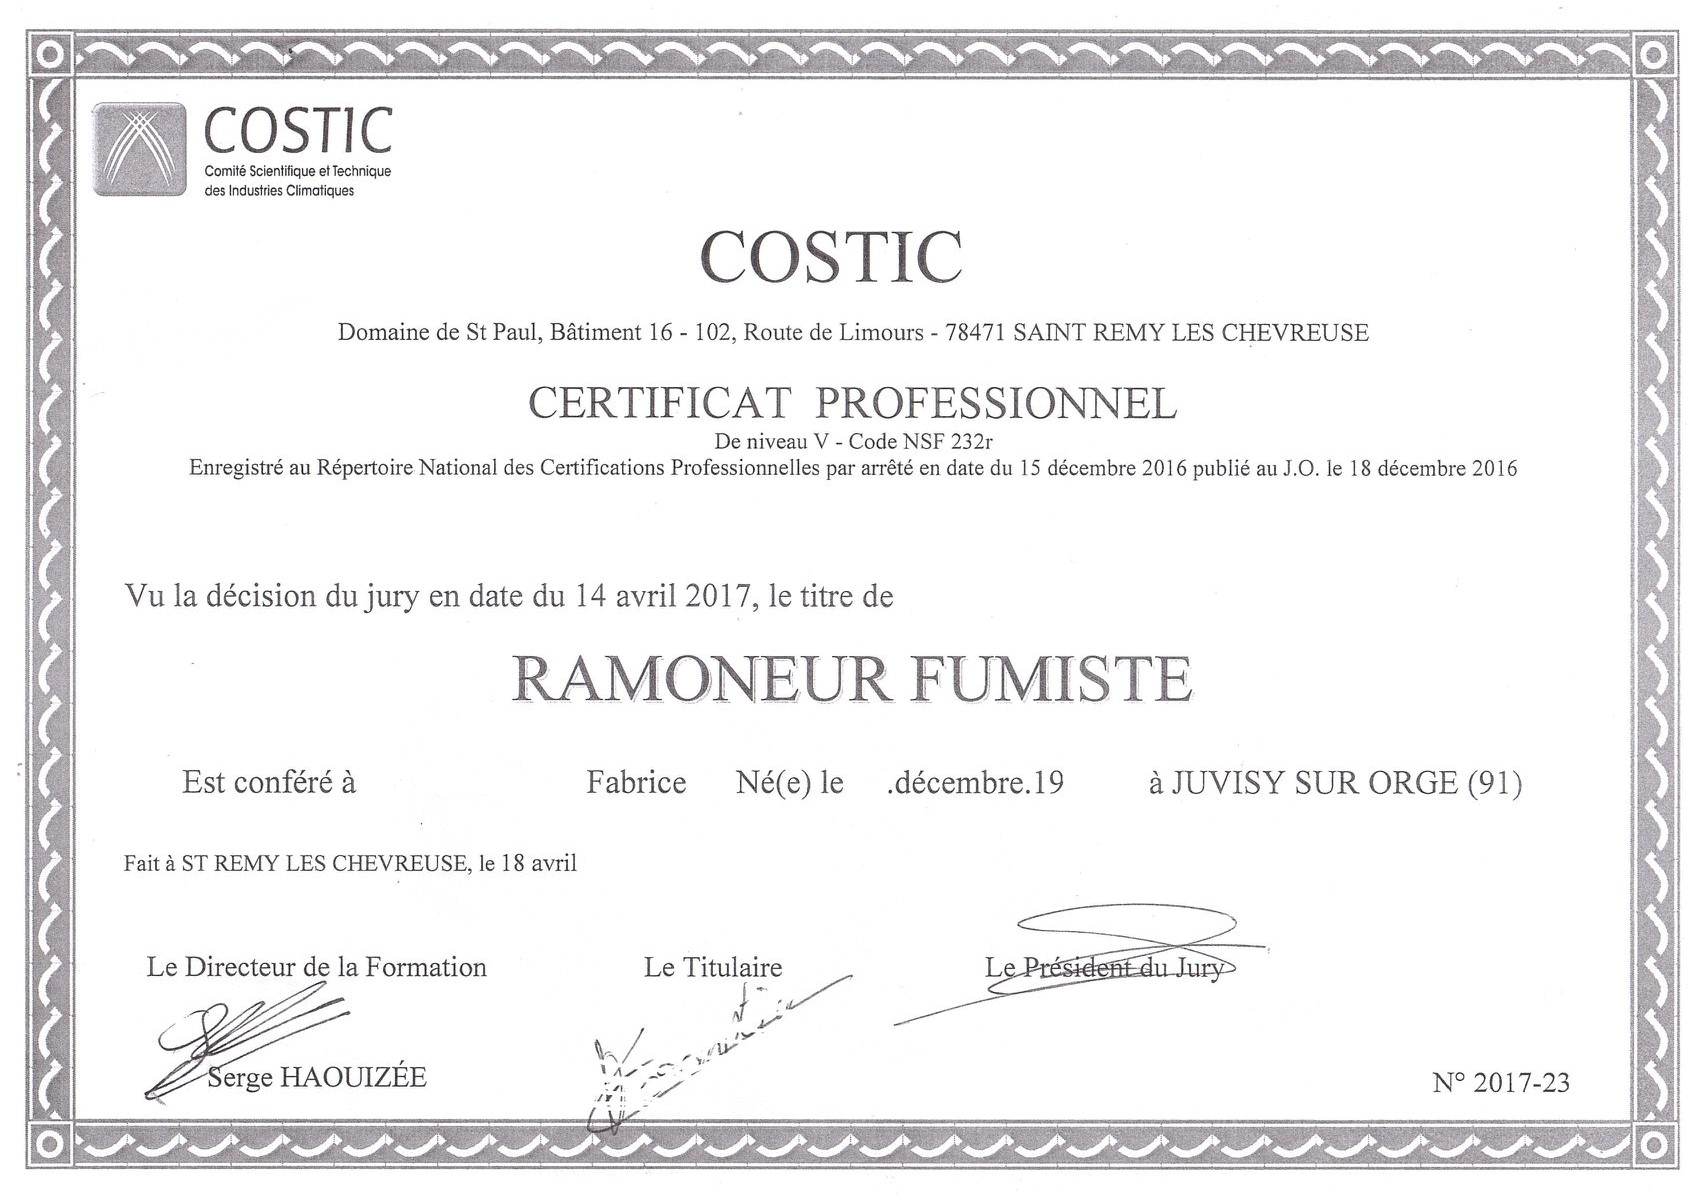 COSTIC
Comité Scientifique et Technique
des Industries Climatiques
COSTIC
Domaine de St Paul, Bâtiment 16 - 102, Route de Limours - 78471 SAINT REMY LES CHEVREUSE
CERTIFICAT PROFESSIONNEL
De niveau V - Code NSF 232r
Enregistré au Répertoire National des Certifications Professionnelles par arrêté en date du 15 décembre 2016 publié au J.O. le 18 décembre 2016
Vu la décision du jury en date du 14 avril 2017, le titre de
RAMONEUR FUMISTE
Est conféré à Fabrice Né(e) le .décembre.19 à JUVISY SUR ORGE (91)
Fait à ST REMY LES CHEVREUSE, le 18 avril
Le Directeur de la Formation Le Titulaire Le Président du Jury
Serge HAOUIZÉE
N° 2017-23